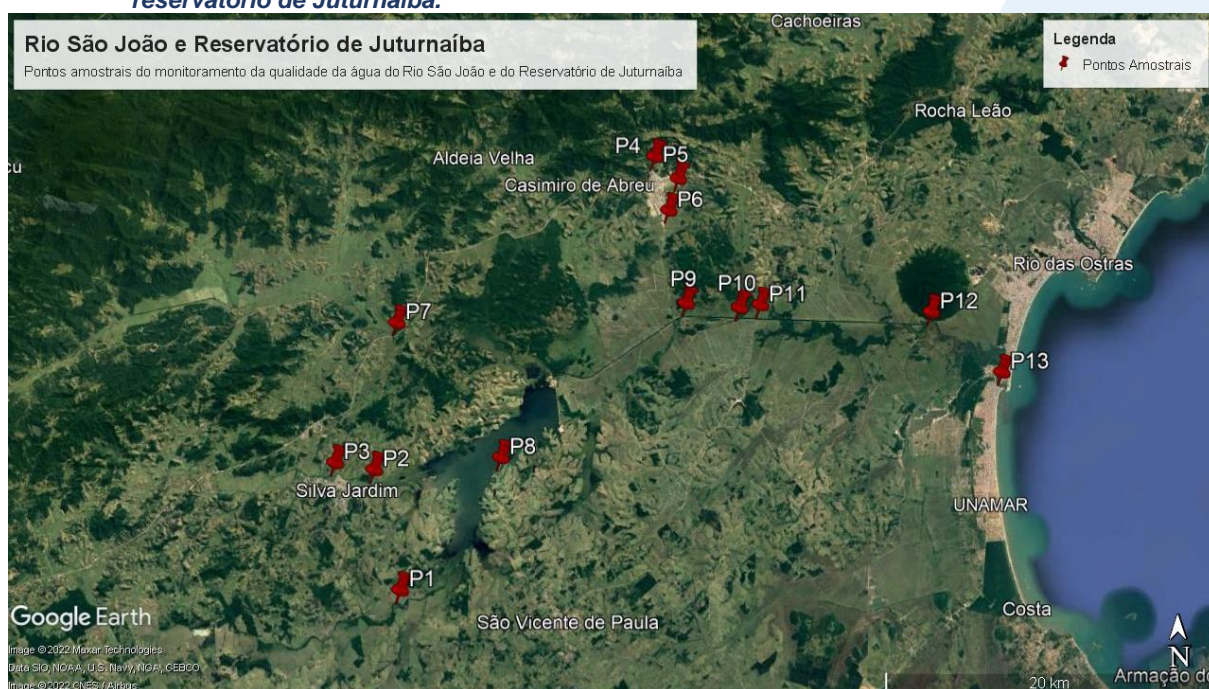 reservatório de Juturnaíba.
Rio São João e Reservatório de Juturnaíba
Pontos amostrais do monitoramento da qualidade da água do Rio São João e do Reservatório de Juturnaíba
Legenda
Pontos Amostrais
Cachoeiras
Rocha Leão
Aldeia Velha
P4
P5
Casimiro de Abreu
P6
cu
Rio das Ostras
P9
P10
P11
P12
P7
P13
P3
P2
P8
Silva Jardim
UNAMAR
P1
Costa
São Vicente de Paula
Google Earth
Image © 2022 Maxar Technologies
Data SIO, NOAA, U.S. Navy, NGA, GEBCO
Image © 2022 CNES / Airbus
N
20 km
Armação do